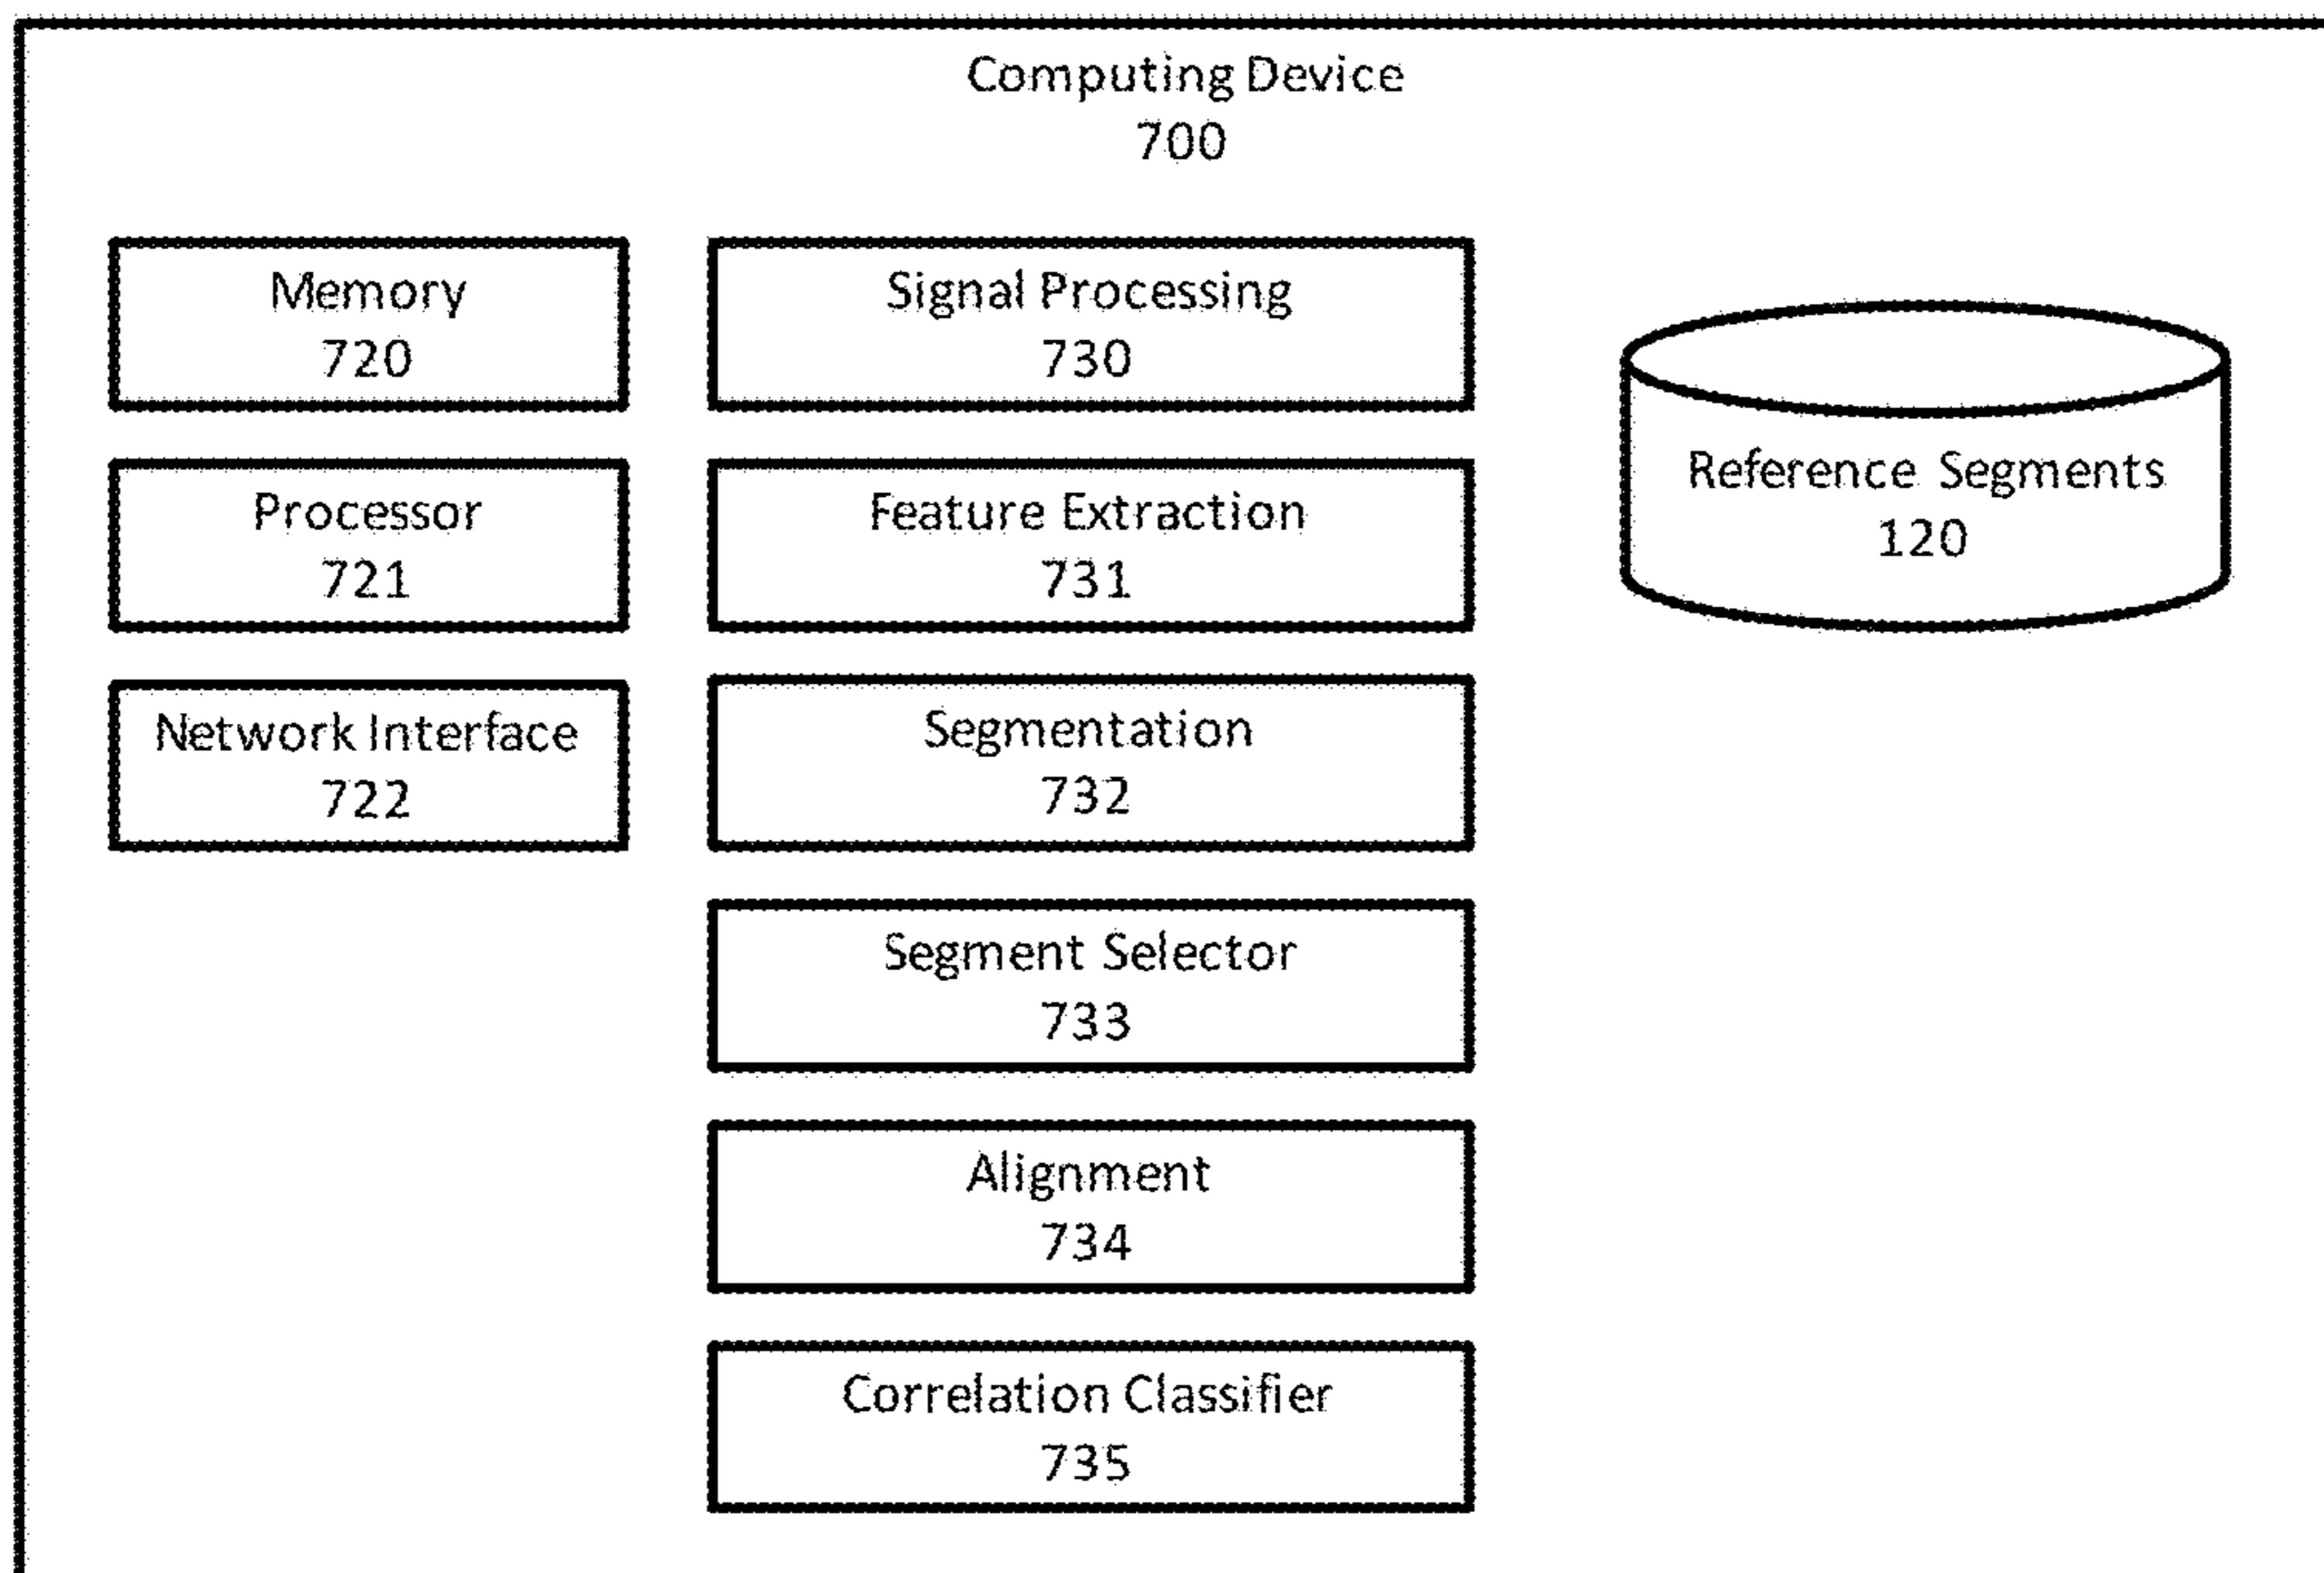 Computing Device
700
Memory
720
Processor
721
Network Interface
722
Signal Processing
730
Feature Extraction
731
Segmentation
732
Segment Selector
733
Alignment
734
Correlation Classifier
735
Reference Segments
120